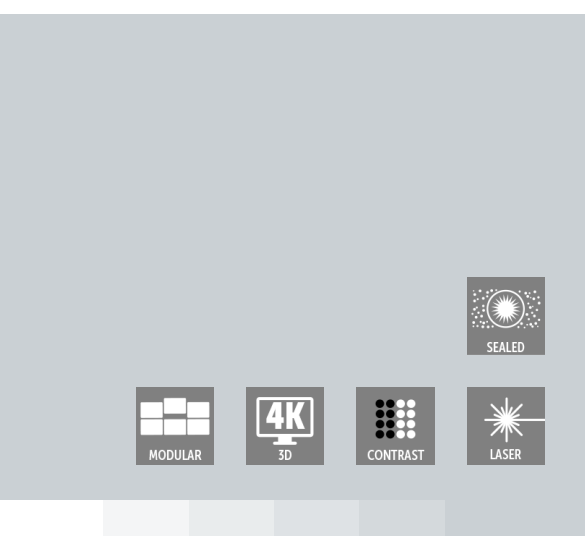 SEALED
MODULAR
4K
3D
CONTRAST
LASER